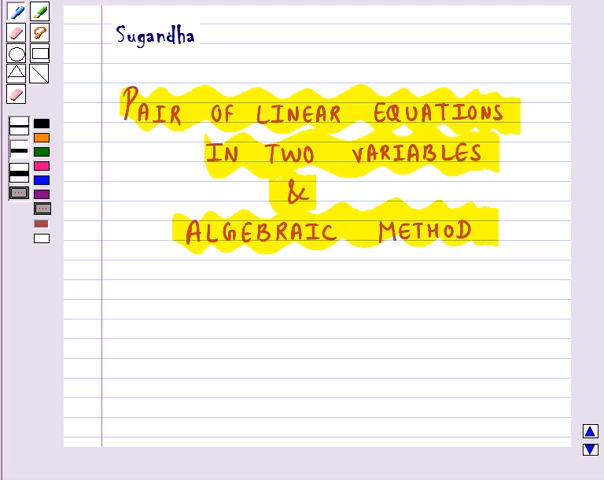 Sugandha
PAIR OF LINEAR EQUATIONS
IN TWO VARIABLES
&
ALGEBRAIC METHOD